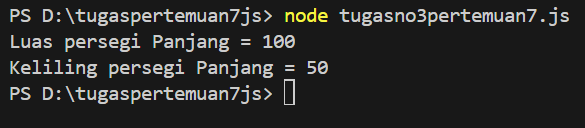 PS D:\tugaspertemuan7js> node tugasno3pertemuan7.js
Luas persegi Panjang = 100
Keliling persegi Panjang = 50
PS D:\tugaspertemuan7js>